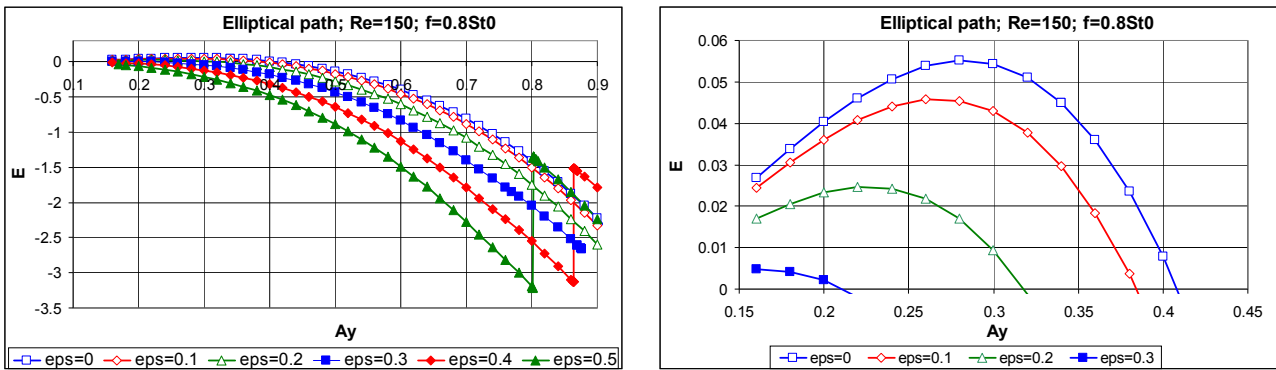 Elliptical path; Re=150; f=0.8St0
0
-0.5
-1
-1.5
-2
-2.5
-3
-3.5
0.1 0.2 0.3 0.4 0.5 0.6 0.7 0.8 0.9
E
Ay
eps=0 eps=0.1 eps=0.2 eps=0.3 eps=0.4 eps=0.5
Elliptical path; Re=150; f=0.8St0
0.06
0.05
0.04
0.03
0.02
0.01
0
0.15 0.2 0.25 0.3 0.35 0.4 0.45
E
Ay
eps=0 eps=0.1 eps=0.2 eps=0.3